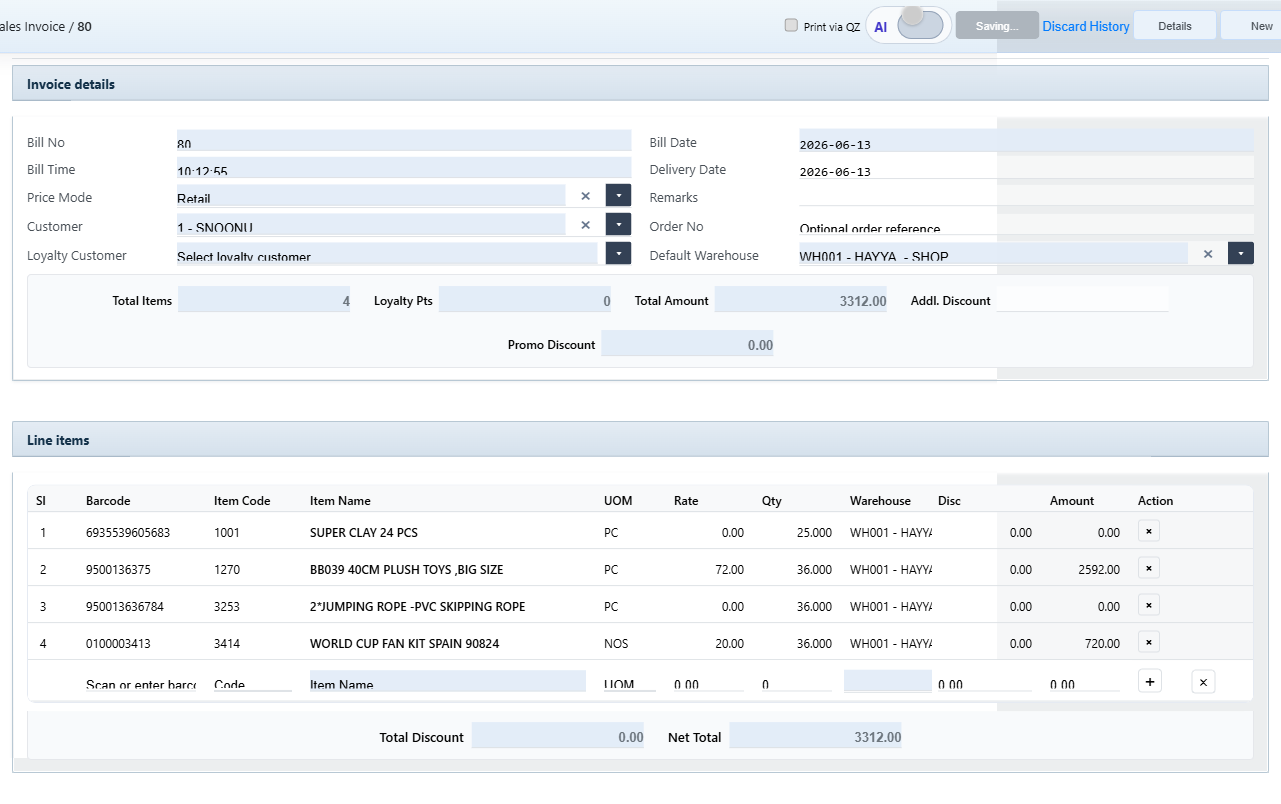 ales Invoice / 80
Print via QZ AI Saving... Discard History Details New
Invoice details
Bill No 80 Bill Date 2026-06-13
Bill Time 10:12:55 Delivery Date 2026-06-13
Price Mode Retail × Remarks
Customer 1 - SNOONU × Order No Optional order reference
Loyalty Customer Select loyalty customer Default Warehouse WH001 - HAYYA - SHOP ×
Total Items 4 Loyalty Pts 0 Total Amount 3312.00 Addl. Discount
Promo Discount 0.00
Line items
Sl Barcode Item Code Item Name UOM Rate Qty Warehouse Disc Amount Action
1 6935539605683 1001 SUPER CLAY 24 PCS PC 0.00 25.000 WH001 - HAYYA 0.00 0.00 ×
2 9500136375 1270 BB039 40CM PLUSH TOYS ,BIG SIZE PC 72.00 36.000 WH001 - HAYYA 0.00 2592.00 ×
3 950013636784 3253 2*JUMPING ROPE -PVC SKIPPING ROPE PC 0.00 36.000 WH001 - HAYYA 0.00 0.00 ×
4 0100003413 3414 WORLD CUP FAN KIT SPAIN 90824 NOS 20.00 36.000 WH001 - HAYYA 0.00 720.00 ×
Scan or enter barc Code Item Name UOM 0.00 0 0.00 0.00 + ×
Total Discount 0.00 Net Total 3312.00